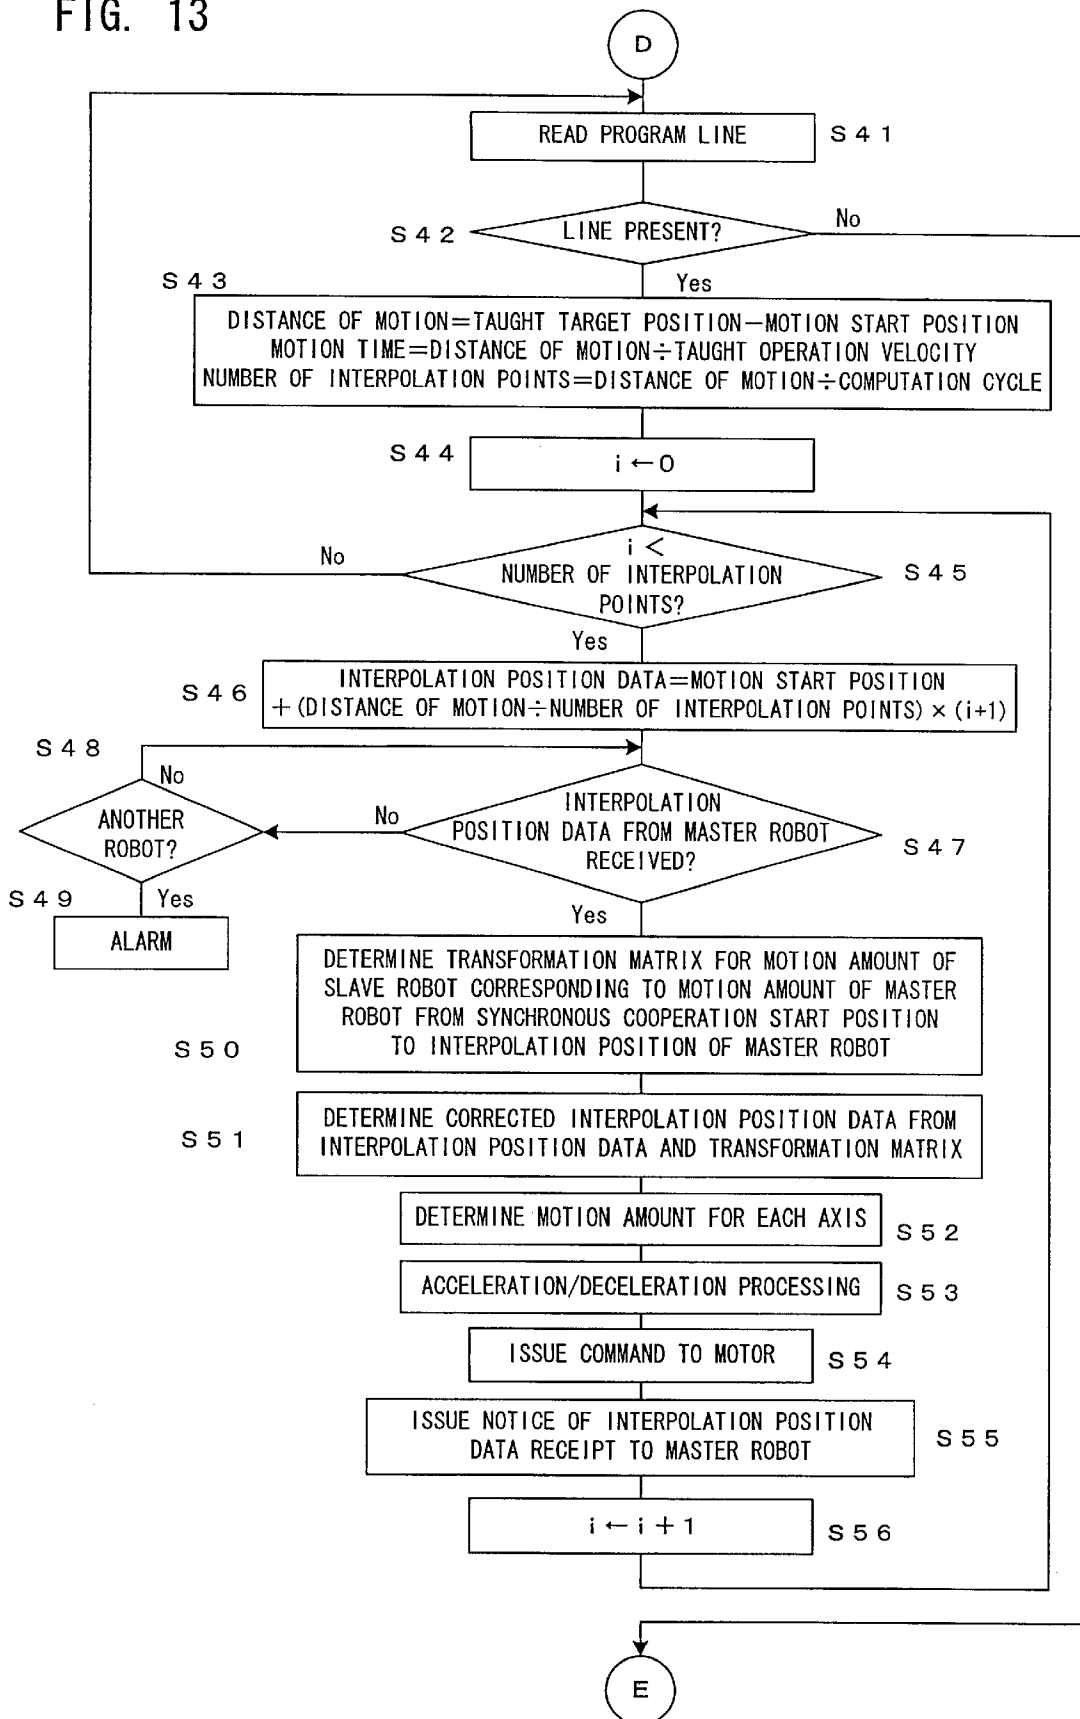 FIG. 13
D
READ PROGRAM LINE
S41
S42
LINE PRESENT?
No
Yes
S43
DISTANCE OF MOTION=TAUGHT TARGET POSITION−MOTION START POSITION
MOTION TIME=DISTANCE OF MOTION÷TAUGHT OPERATION VELOCITY
NUMBER OF INTERPOLATION POINTS=DISTANCE OF MOTION÷COMPUTATION CYCLE
S44
i←0
No
i <
NUMBER OF INTERPOLATION
POINTS?
S45
Yes
S46
INTERPOLATION POSITION DATA=MOTION START POSITION
+(DISTANCE OF MOTION÷NUMBER OF INTERPOLATION POINTS)×(i+1)
S48
No
ANOTHER
ROBOT?
No
INTERPOLATION
POSITION DATA FROM MASTER ROBOT
RECEIVED?
S47
S49
Yes
ALARM
Yes
DETERMINE TRANSFORMATION MATRIX FOR MOTION AMOUNT OF
SLAVE ROBOT CORRESPONDING TO MOTION AMOUNT OF MASTER
ROBOT FROM SYNCHRONOUS COOPERATION START POSITION
TO INTERPOLATION POSITION OF MASTER ROBOT
S50
S51
DETERMINE CORRECTED INTERPOLATION POSITION DATA FROM
INTERPOLATION POSITION DATA AND TRANSFORMATION MATRIX
DETERMINE MOTION AMOUNT FOR EACH AXIS
S52
ACCELERATION/DECELERATION PROCESSING
S53
ISSUE COMMAND TO MOTOR
S54
ISSUE NOTICE OF INTERPOLATION POSITION
DATA RECEIPT TO MASTER ROBOT
S55
i←i+1
S56
E